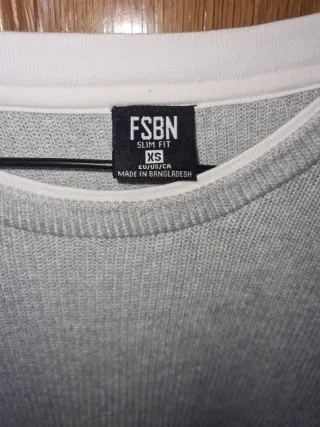 FSBN
SLIM FIT
XS
EU/US/CA
MADE IN BANGLADESH